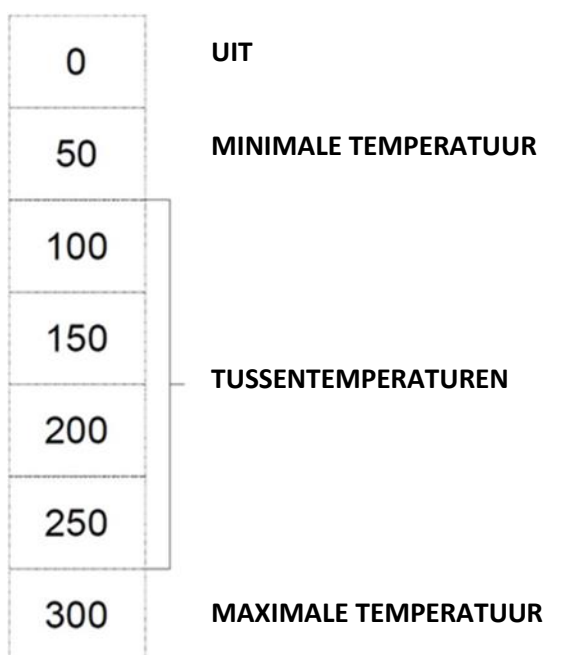 0 UIT
50 MINIMALE TEMPERATUUR
100
150
TUSSENTEMPERATUREN
200
250
300 MAXIMALE TEMPERATUUR